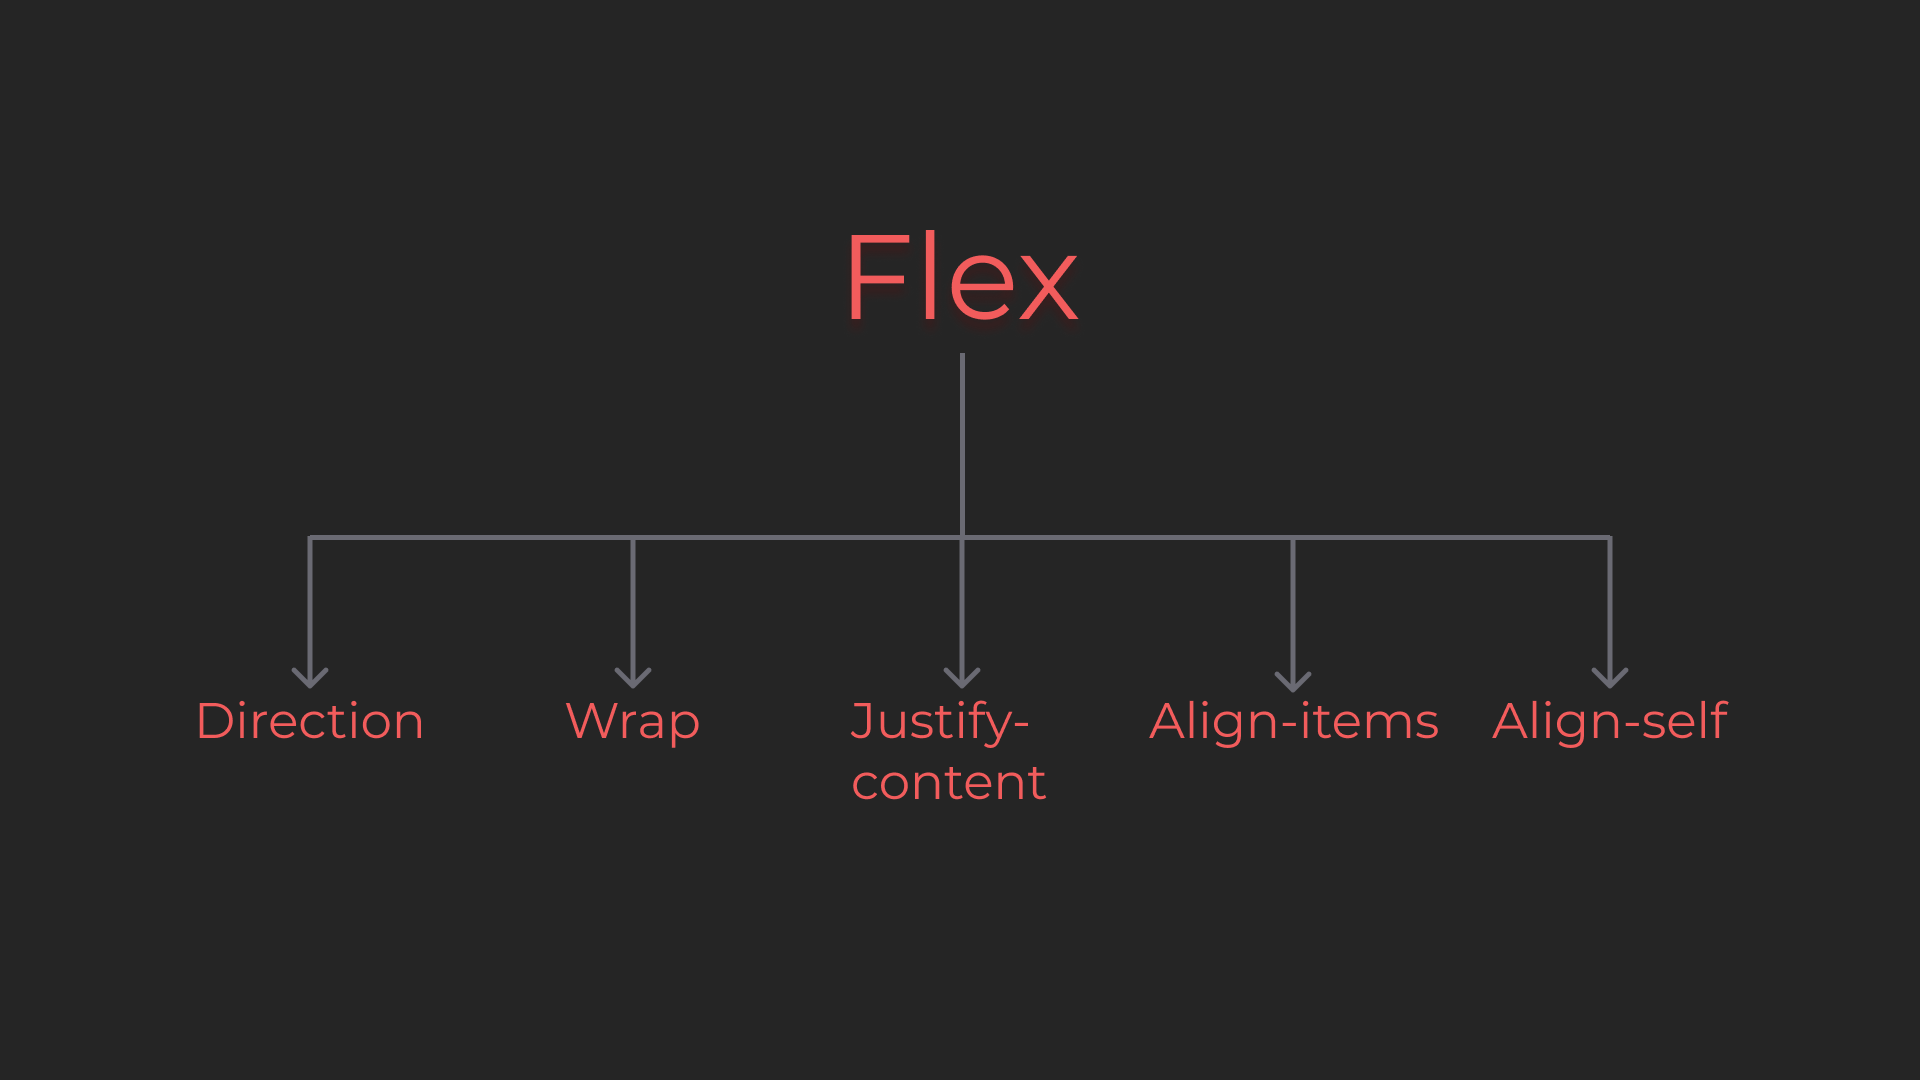 Flex
Direction
Wrap
Justify-
content
Align-items
Align-self